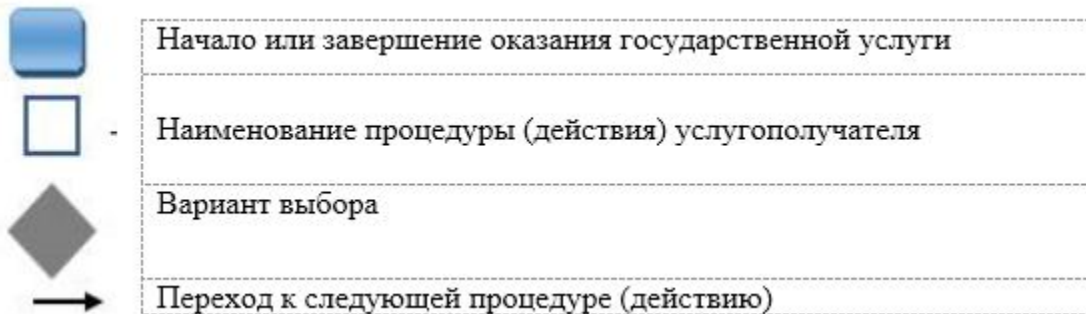 Начало или завершение оказания государственной услуги
- Наименование процедуры (действия) услугополучателя
Вариант выбора
Переход к следующей процедуре (действию)